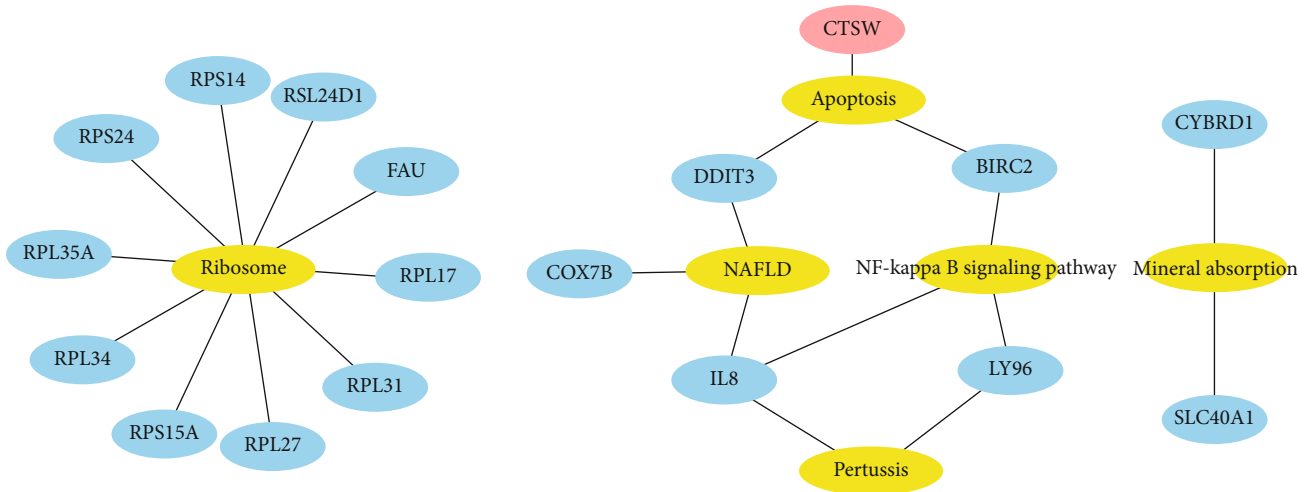 CTSW
RPS14
RSL24D1
Apoptosis
CYBRD1
RPS24
FAU
DDIT3
BIRC2
RPL35A
Ribosome
RPL17
COX7B
NAFLD
NF-kappa B signaling pathway
Mineral absorption
RPL34
RPL31
IL8
LY96
RPS15A
RPL27
SLC40A1
Pertussis